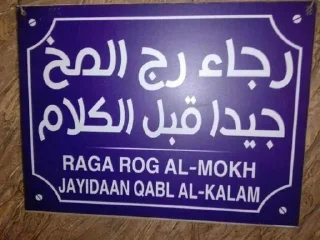 رجاء رج المخ
جيدا قبل الكلام
RAGA ROG AL-MOKH
JAYIDAAN QABL AL-KALAM